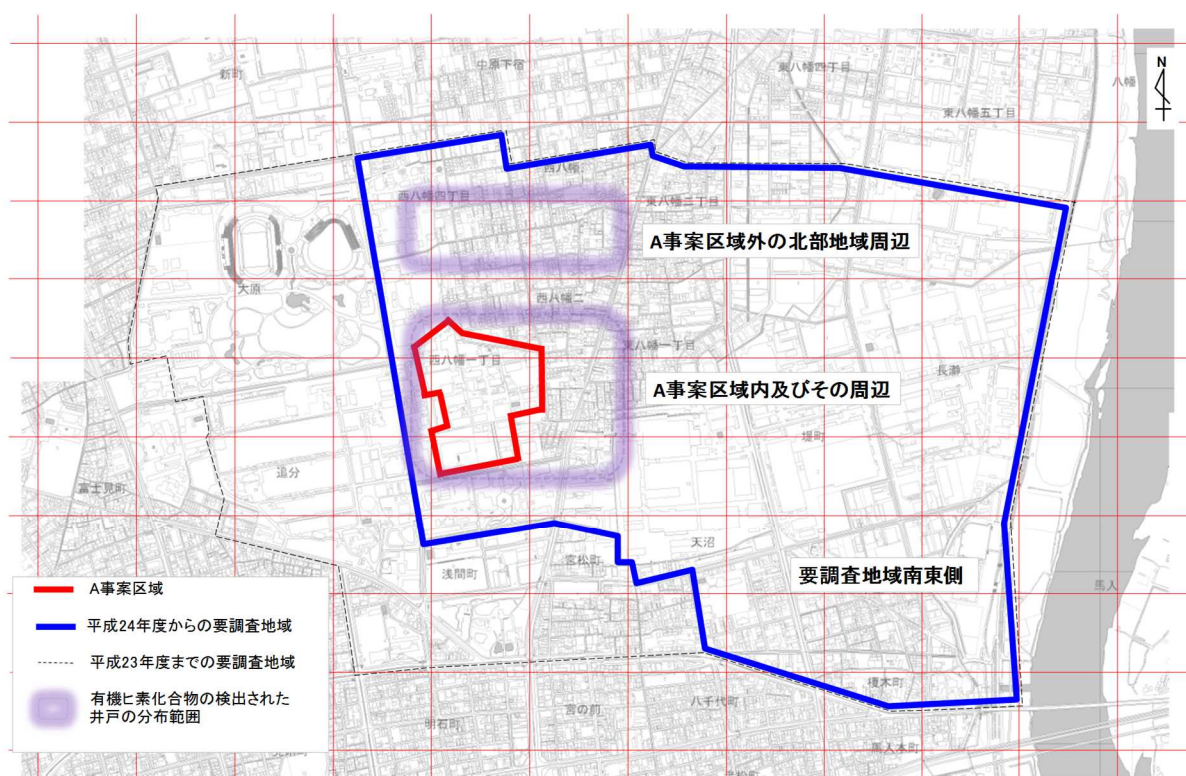 N
中原下宿
新町
東八幡四丁目
八幡
東八幡五丁目
西八幡
西八幡四丁目
東八幡二丁目
A事案区域外の北部地域周辺
大原
西八幡二
東八幡一丁目
西八幡一丁目
長瀞
A事案区域内及びその周辺
堤町
追分
富士見町
天沼
宮松町
浅間町
要調査地域南東側
馬入
A事案区域
平成24年度からの要調査地域
平成23年度までの要調査地域
有機ヒ素化合物の検出された
井戸の分布範囲
榎木町
八千代町
宮の前
明石町
馬入本町